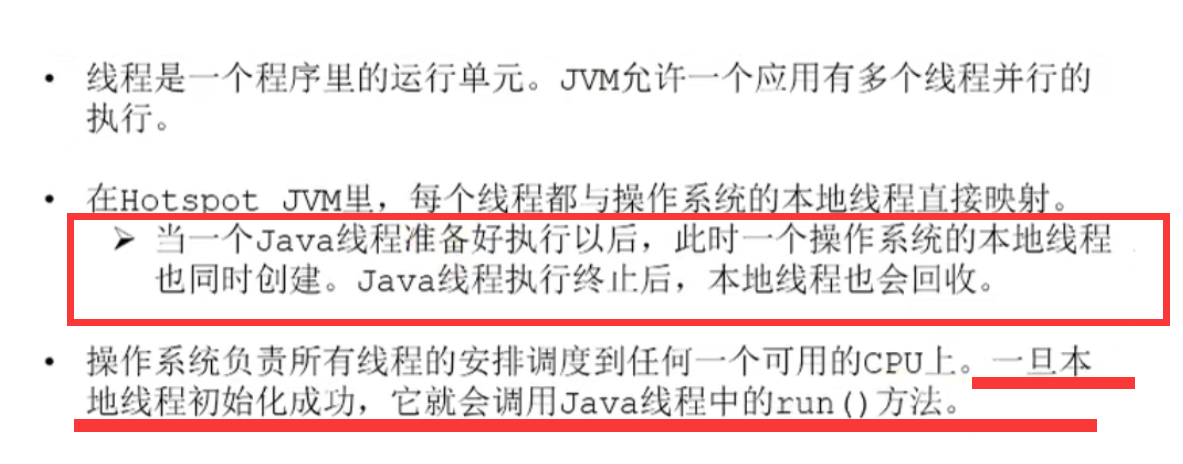 • 线程是一个程序里的运行单元。JVM允许一个应用有多个线程并行的
执行。
• 在Hotspot JVM里，每个线程都与操作系统的本地线程直接映射。
➢ 当一个Java线程准备好执行以后，此时一个操作系统的本地线程
也同时创建。Java线程执行终止后，本地线程也会回收。
• 操作系统负责所有线程的安排调度到任何一个可用的CPU上。一旦本
地线程初始化成功，它就会调用Java线程中的run()方法。